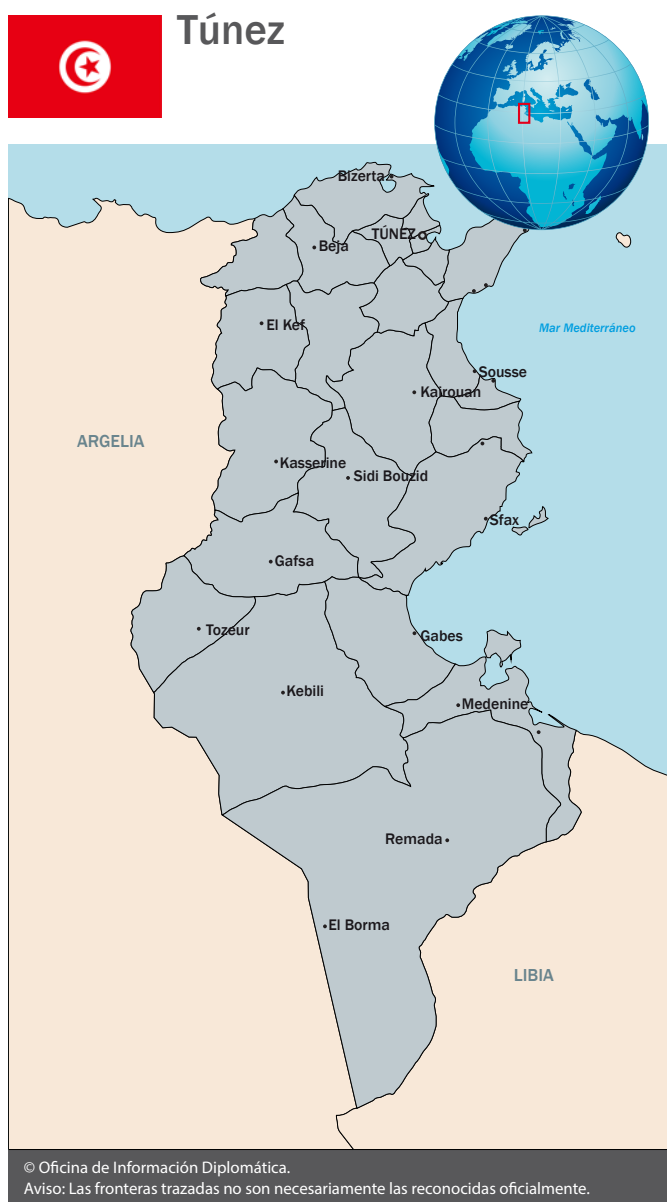 Túnez
Bizerta
TÚNEZ
Beja
El Kef
Mar Mediterráneo
Sousse
Kairouan
ARGELIA
Kasserine
Sidi Bouzid
Sfax
Gafsa
Tozeur
Gabes
Kebili
Medenine
Remada
El Borma
LIBIA
© Oficina de Información Diplomática.
Aviso: Las fronteras trazadas no son necesariamente las reconocidas oficialmente.